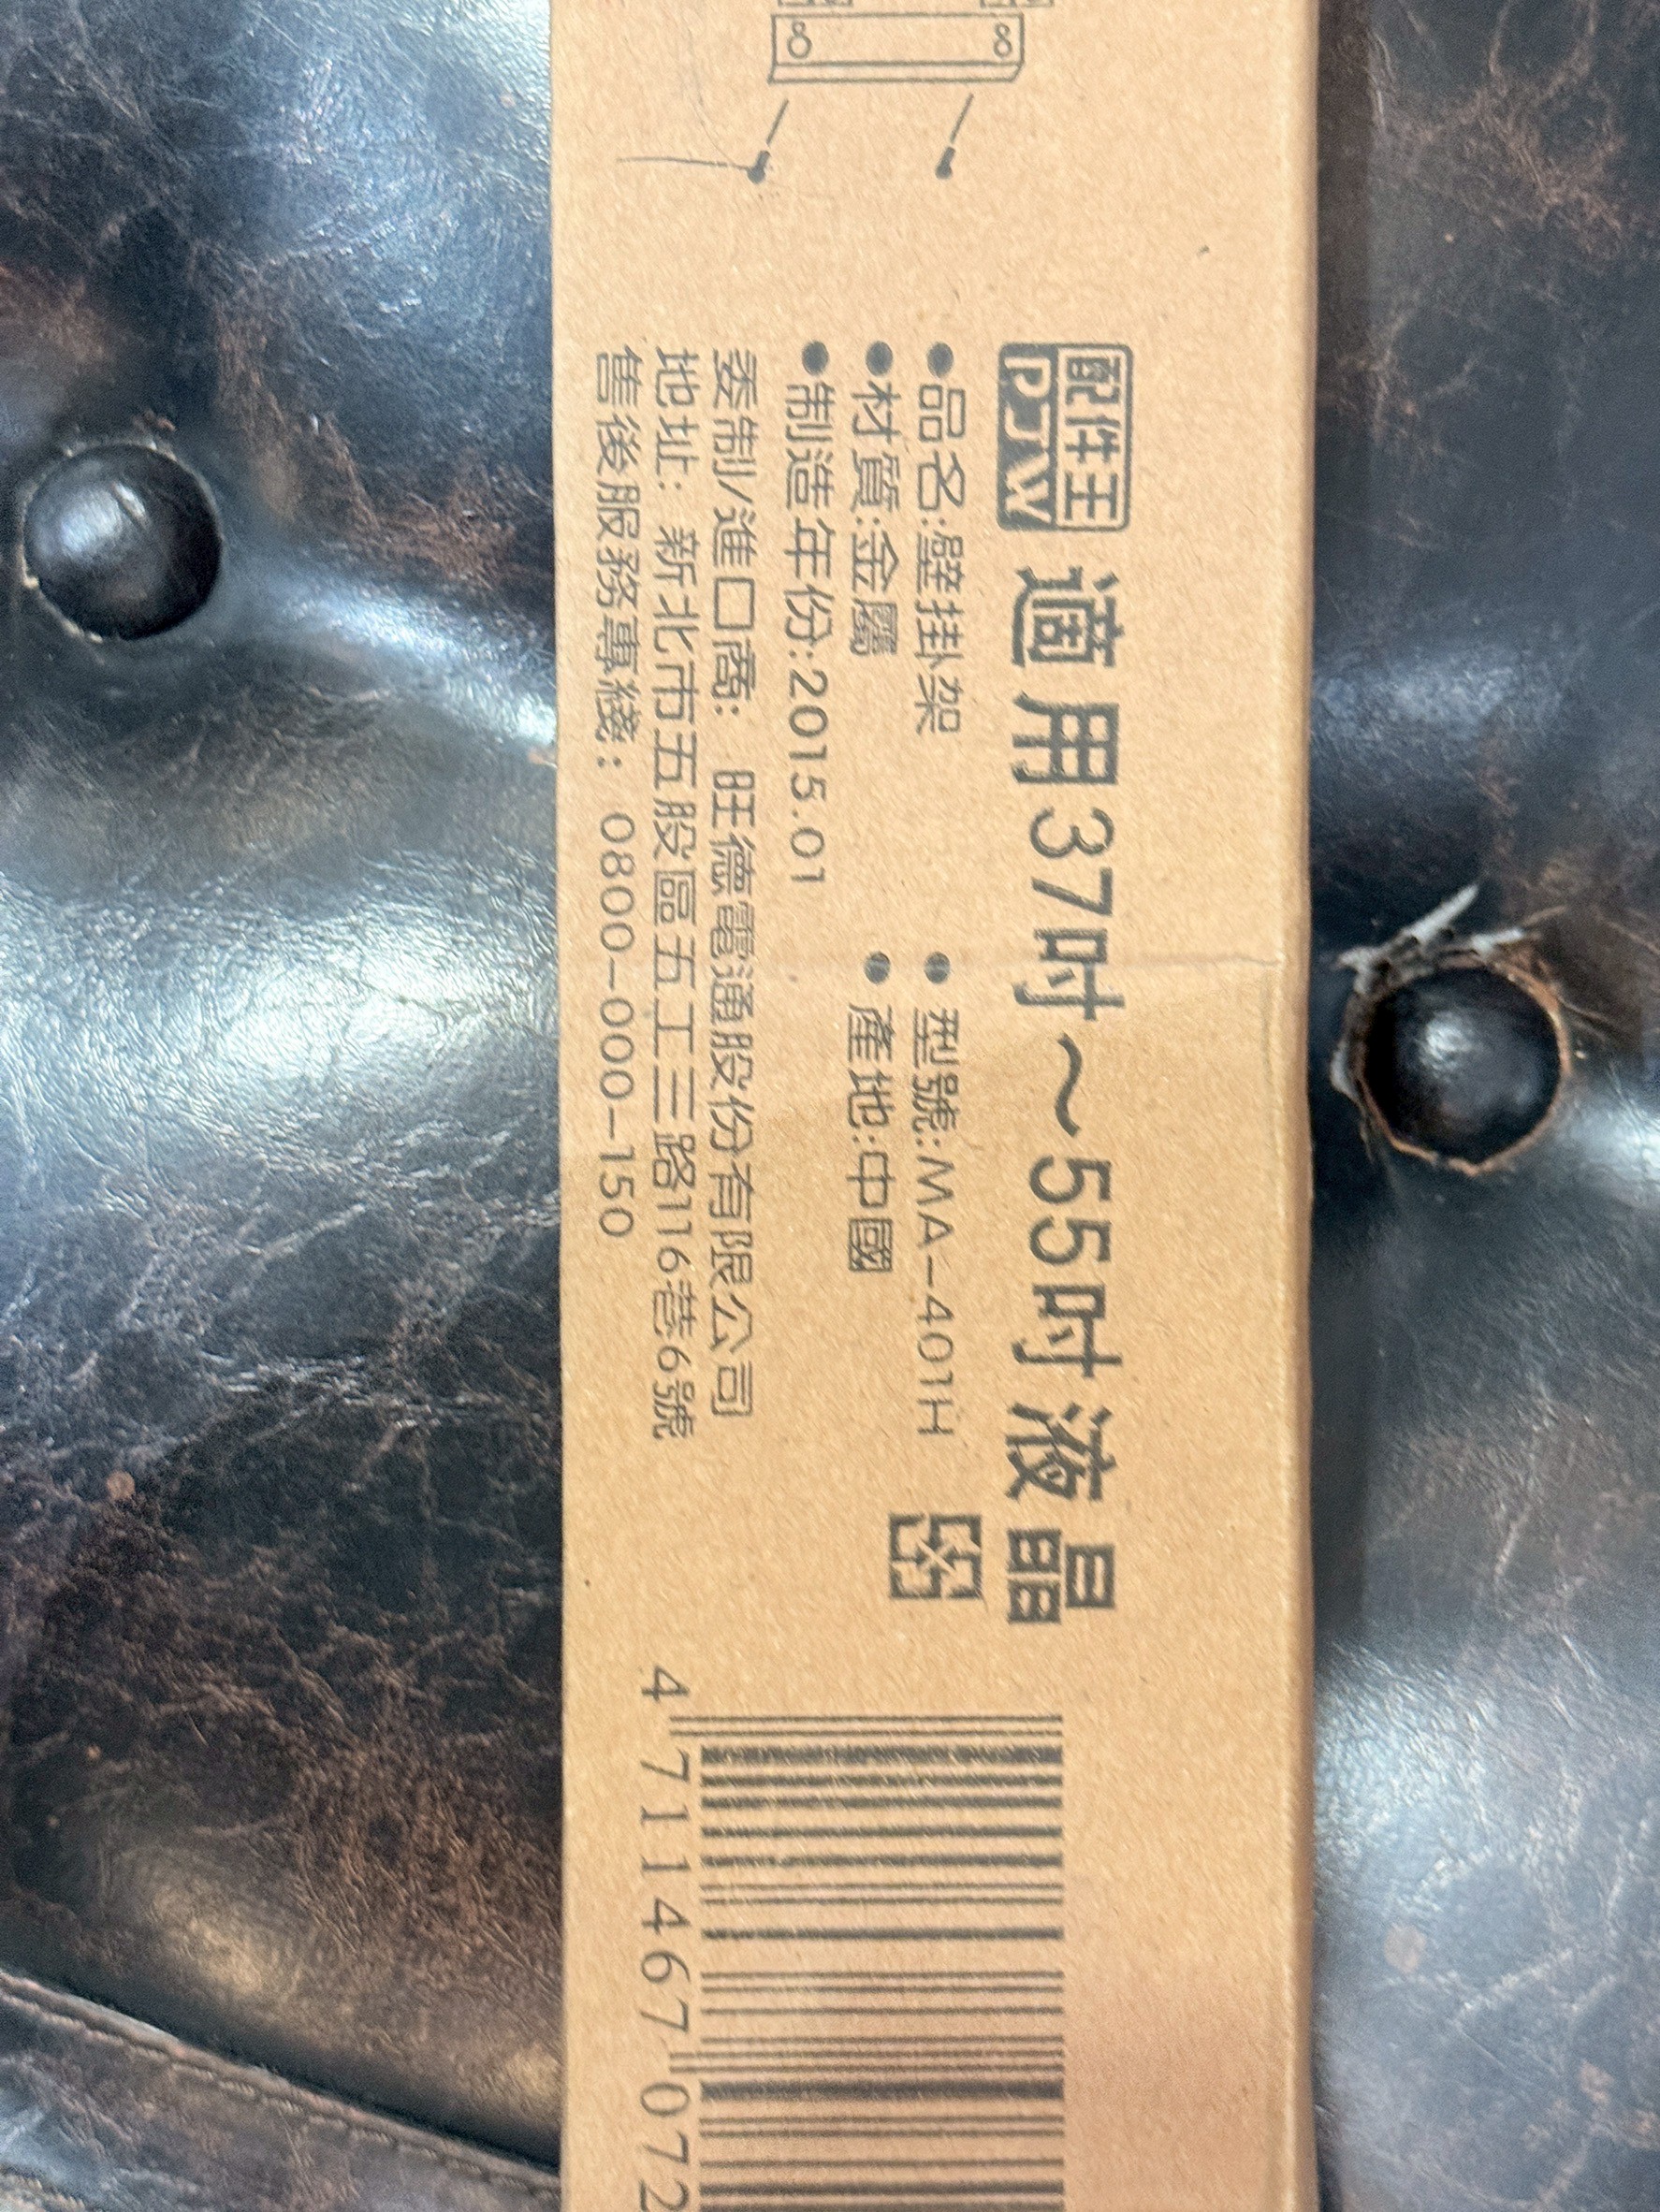 配件王
PJW
適用37吋～55吋液晶
●品名:壁掛架
●型號:MA-401H
●材質:金屬
●產地:中國
●制造年份:2015.01
委制/進口商: 旺德電通股份有限公司
地址: 新北市五股區五工三路116巷6號
售後服務專綫: 0800-000-150
4 711467 072